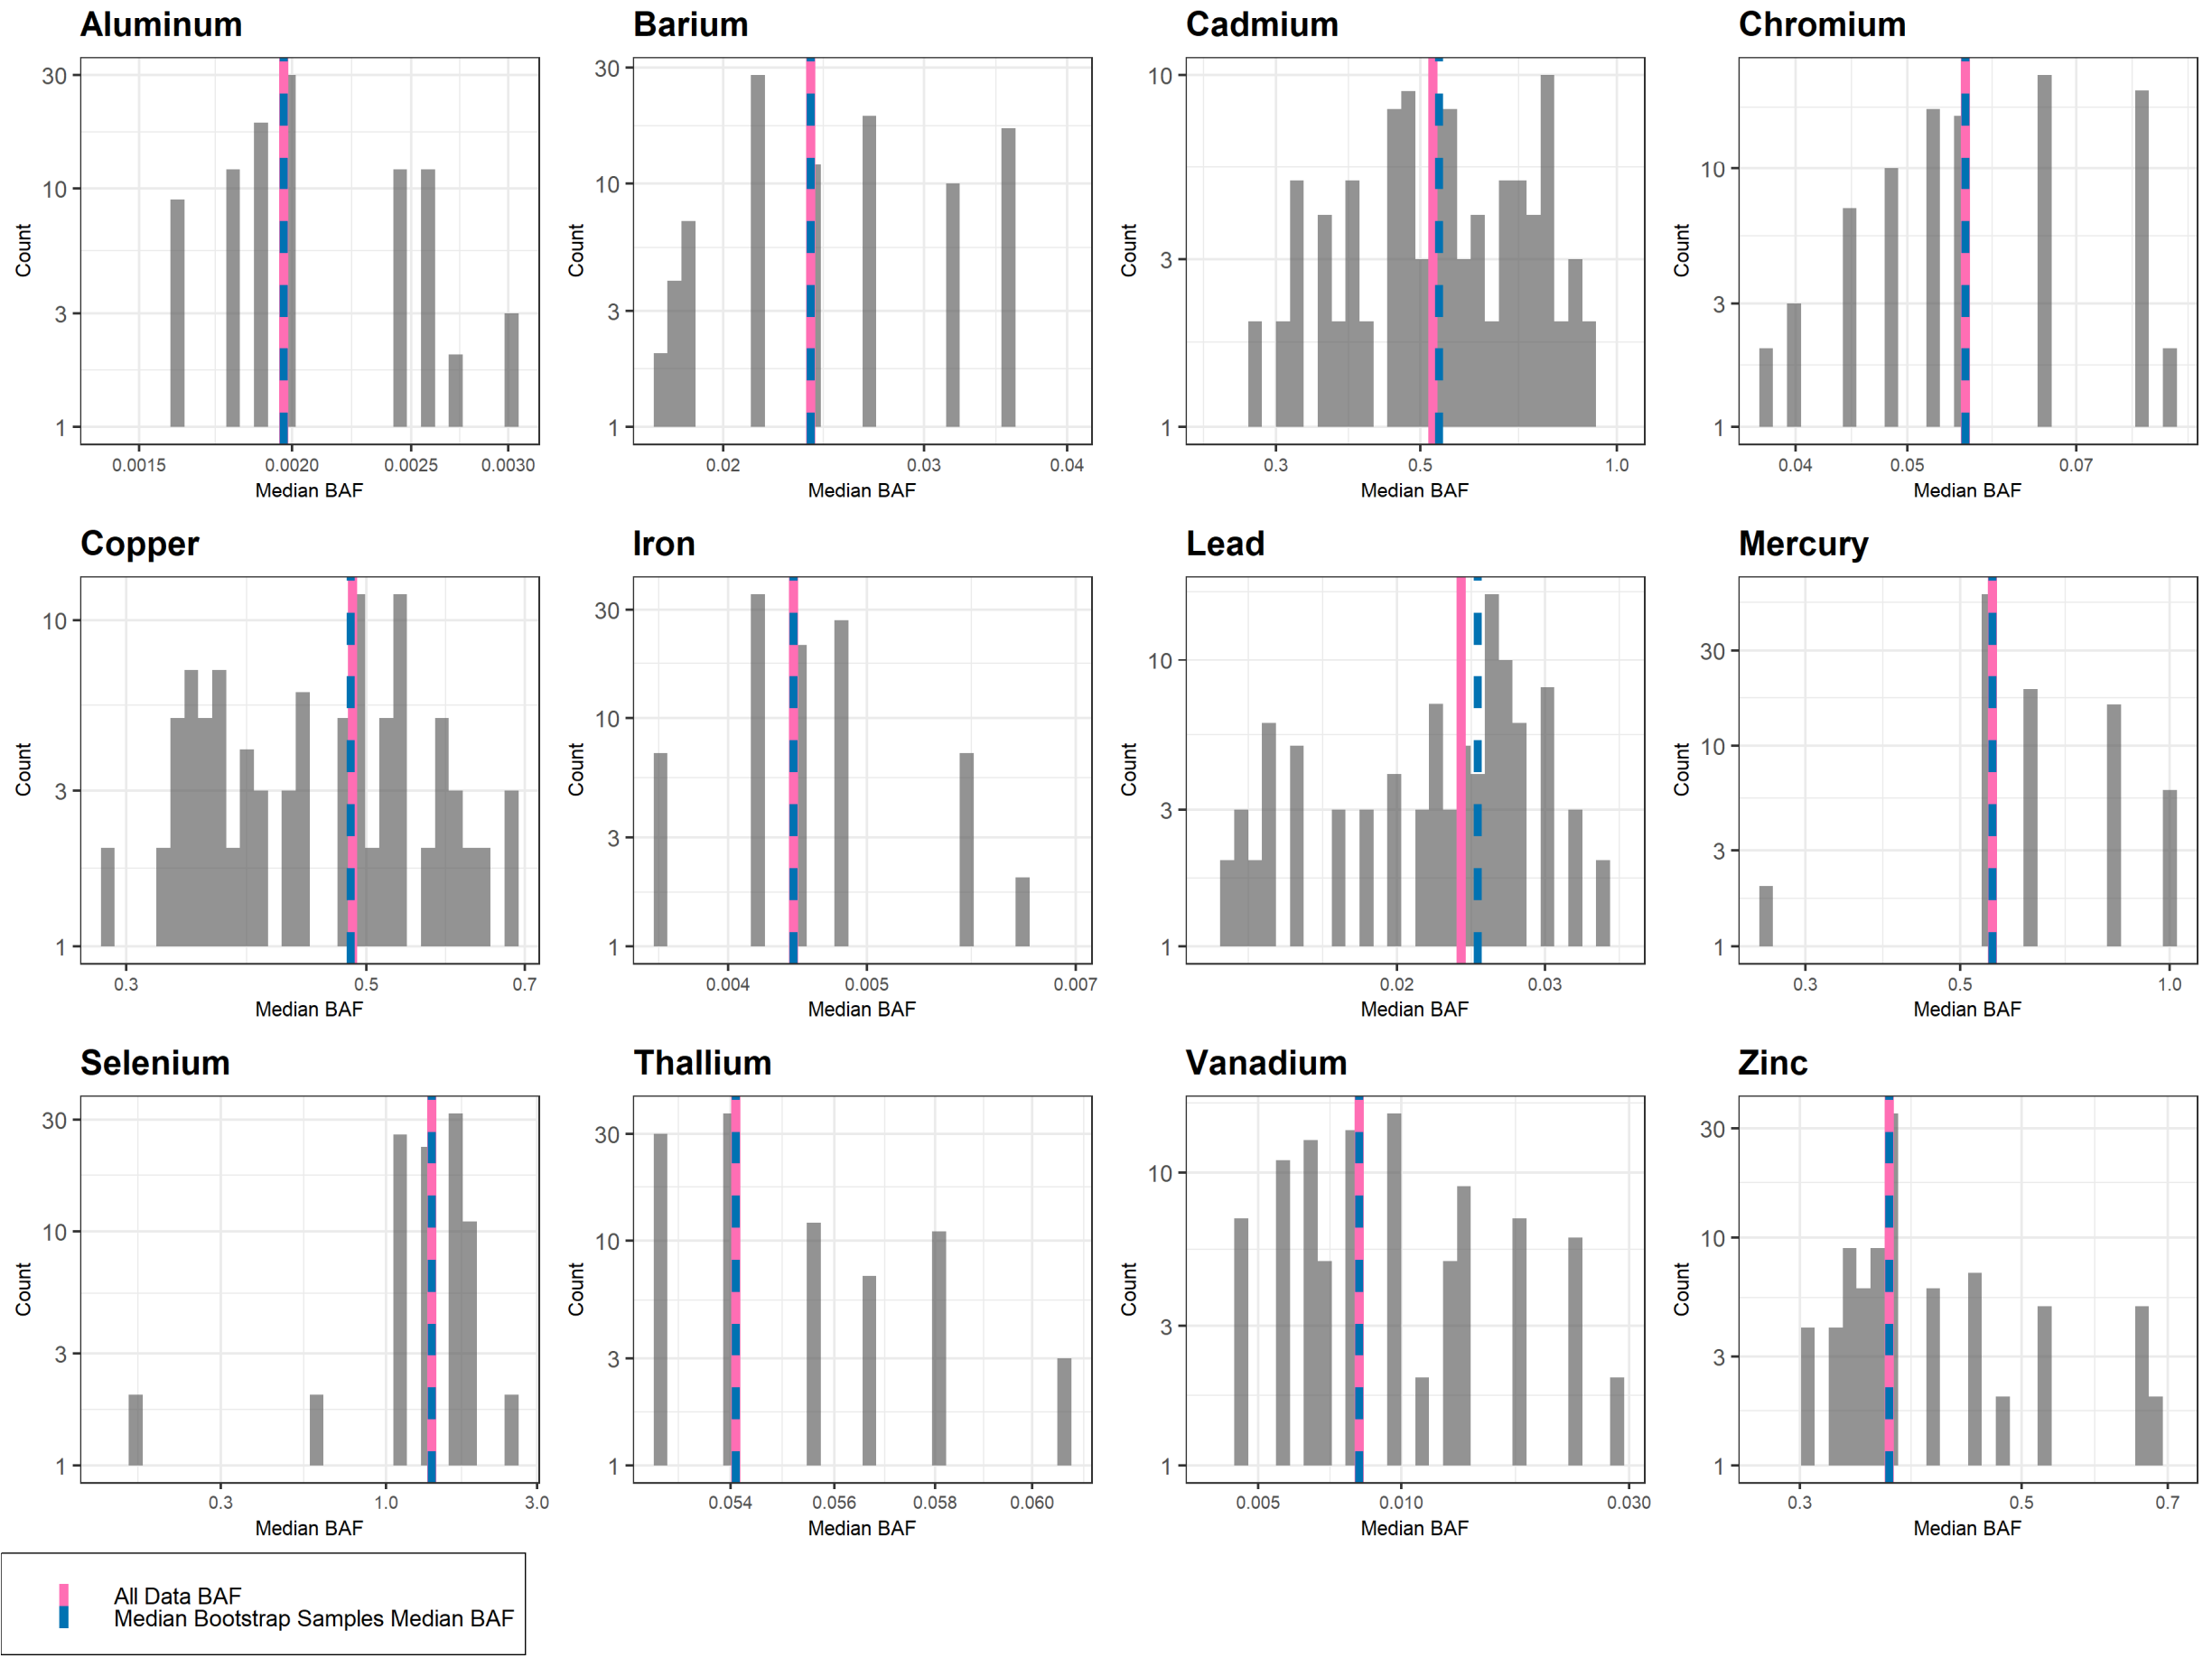 Aluminum
Barium
Cadmium
Chromium
30
10
3
1
Count
0.0015 0.0020 0.0025 0.0030
Median BAF
30
10
3
1
Count
0.02 0.03 0.04
Median BAF
10
3
1
Count
0.3 0.5 1.0
Median BAF
10
3
1
Count
0.04 0.05 0.07
Median BAF
Copper
Iron
Lead
Mercury
10
3
1
Count
0.3 0.5 0.7
Median BAF
30
10
3
1
Count
0.004 0.005 0.007
Median BAF
10
3
1
Count
0.02 0.03
Median BAF
30
10
3
1
Count
0.3 0.5 1.0
Median BAF
Selenium
Thallium
Vanadium
Zinc
30
10
3
1
Count
0.3 1.0 3.0
Median BAF
30
10
3
1
Count
0.054 0.056 0.058 0.060
Median BAF
10
3
1
Count
0.005 0.010 0.030
Median BAF
30
10
3
1
Count
0.3 0.5 0.7
Median BAF
All Data BAF
Median Bootstrap Samples Median BAF